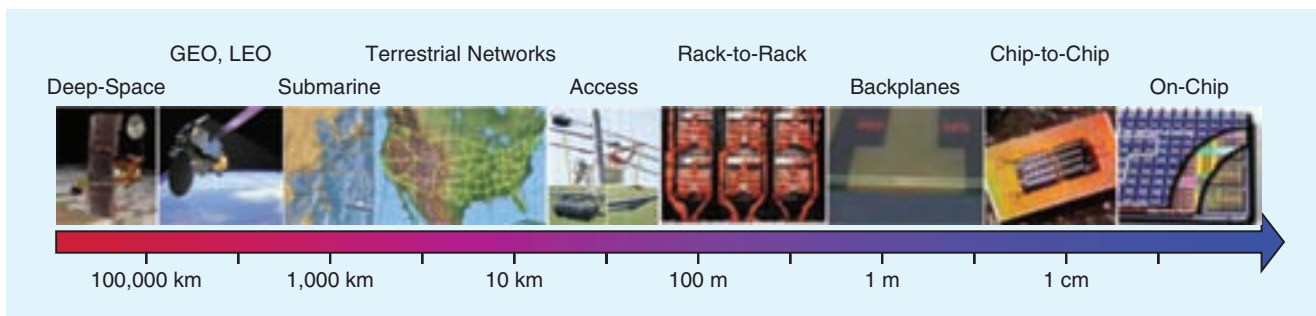 GEO, LEO Terrestrial Networks Rack-to-Rack Chip-to-Chip
Deep-Space Submarine Access Backplanes On-Chip
100,000 km 1,000 km 10 km 100 m 1 m 1 cm